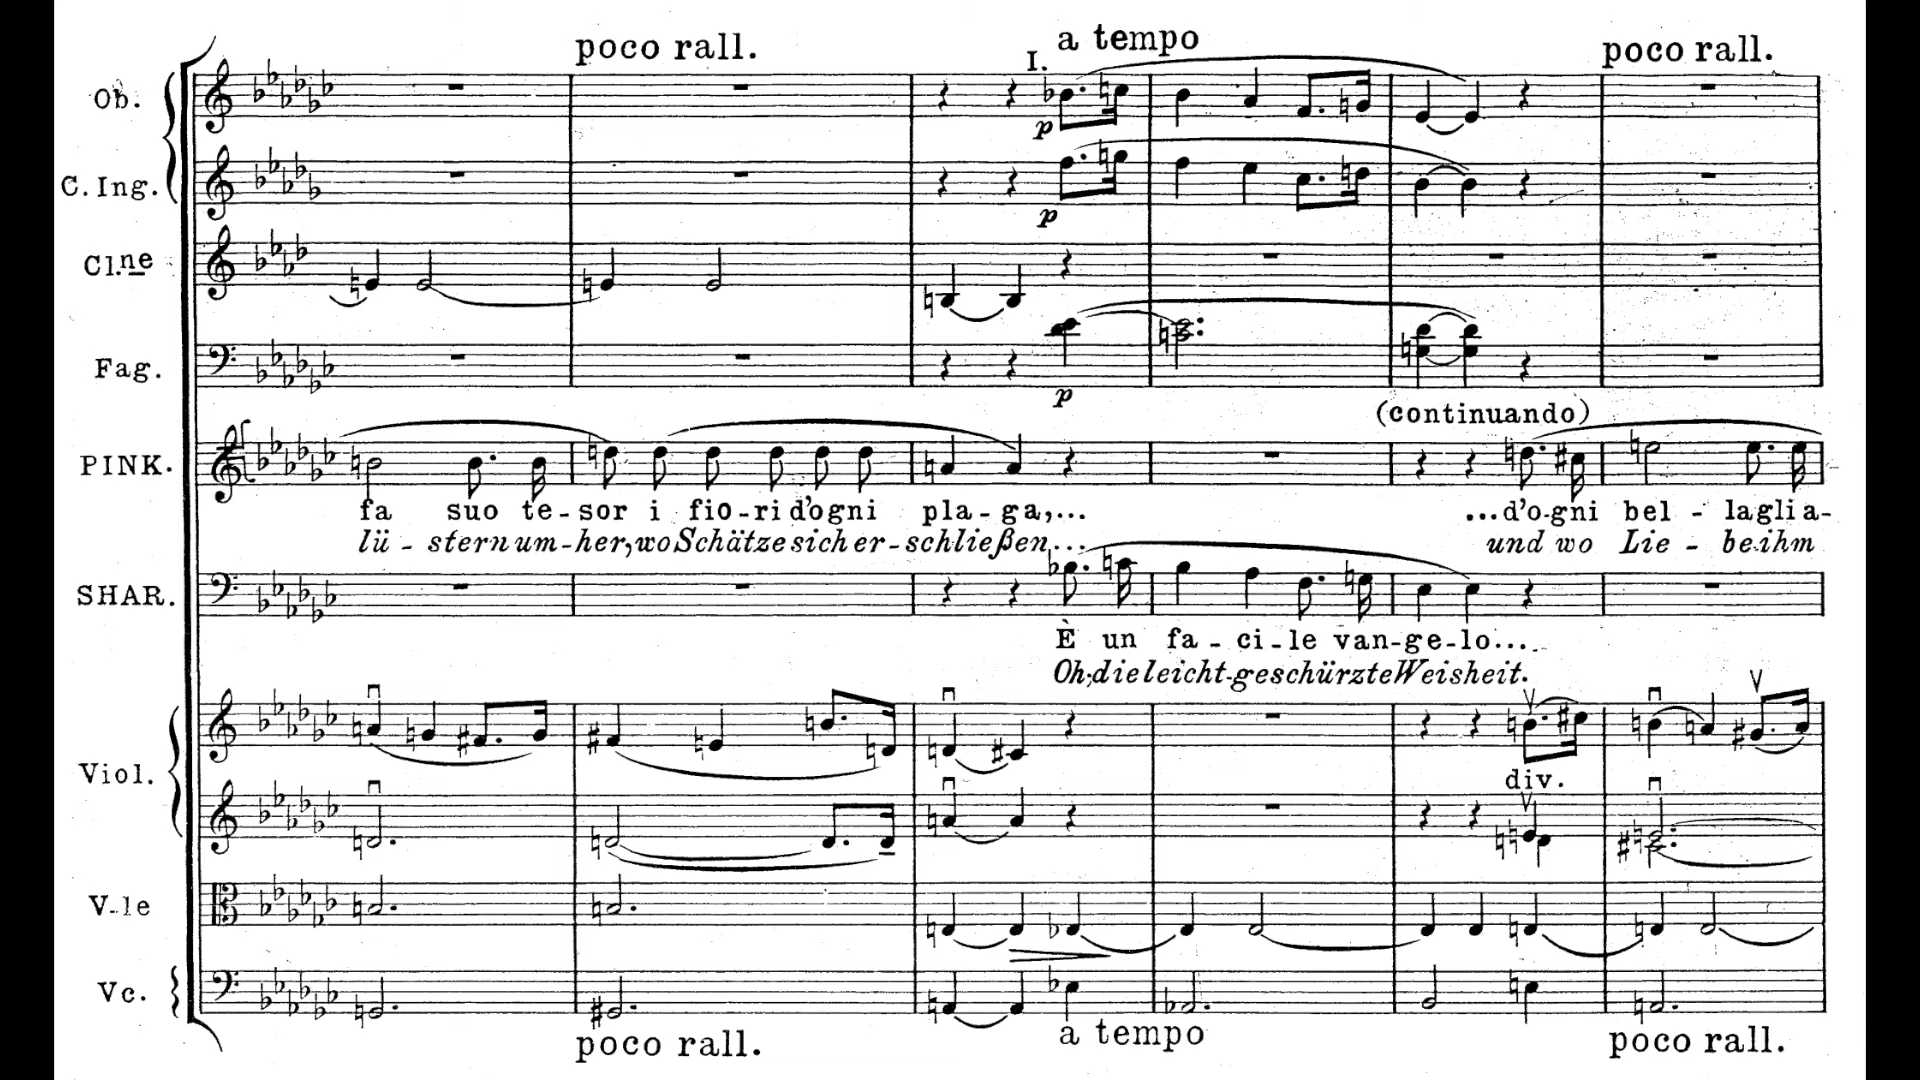 poco rall.
I. a tempo
poco rall.
Ob.
p
C. Ing.
p
Cl.ne
Fag.
p
(continuando)
PINK.
fa suo te-sor i fio-ri d'ogni pla-ga,... ...d'o-gni bel - la gli a-
lü - stern um-her, wo Schätze sich er-schließen,... und wo Lie - be ihm
SHAR.
È un fa-ci-le van-ge-lo...
Oh, die leicht-geschürzte Weisheit.
Viol.
div.
V-le
Vc.
poco rall.
a tempo
poco rall.